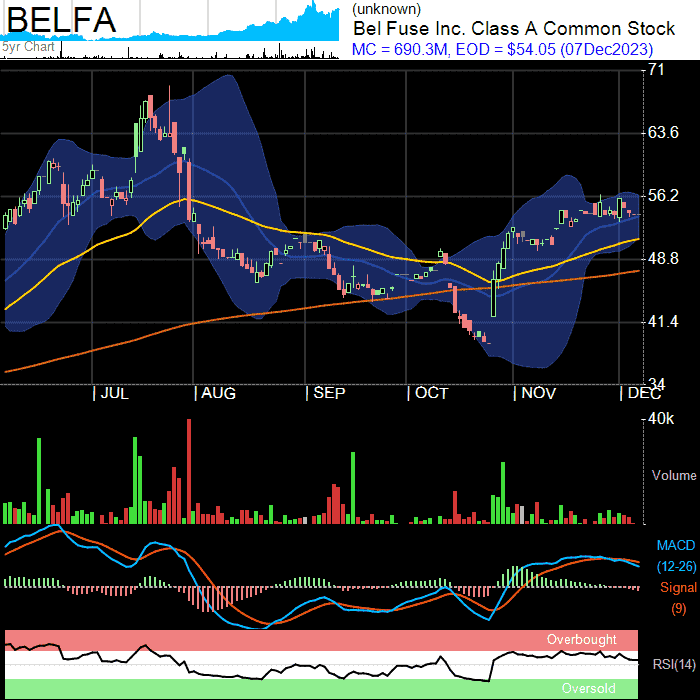 BELFA
5yr Chart
(unknown)
Bel Fuse Inc. Class A Common Stock
MC = 690.3M, EOD = $54.05 (07Dec2023)
71
63.6
56.2
48.8
41.4
34
JUL AUG SEP OCT NOV DEC
40k
Volume
MACD
(12-26)
Signal
(9)
Overbought
RSI(14)
Oversold